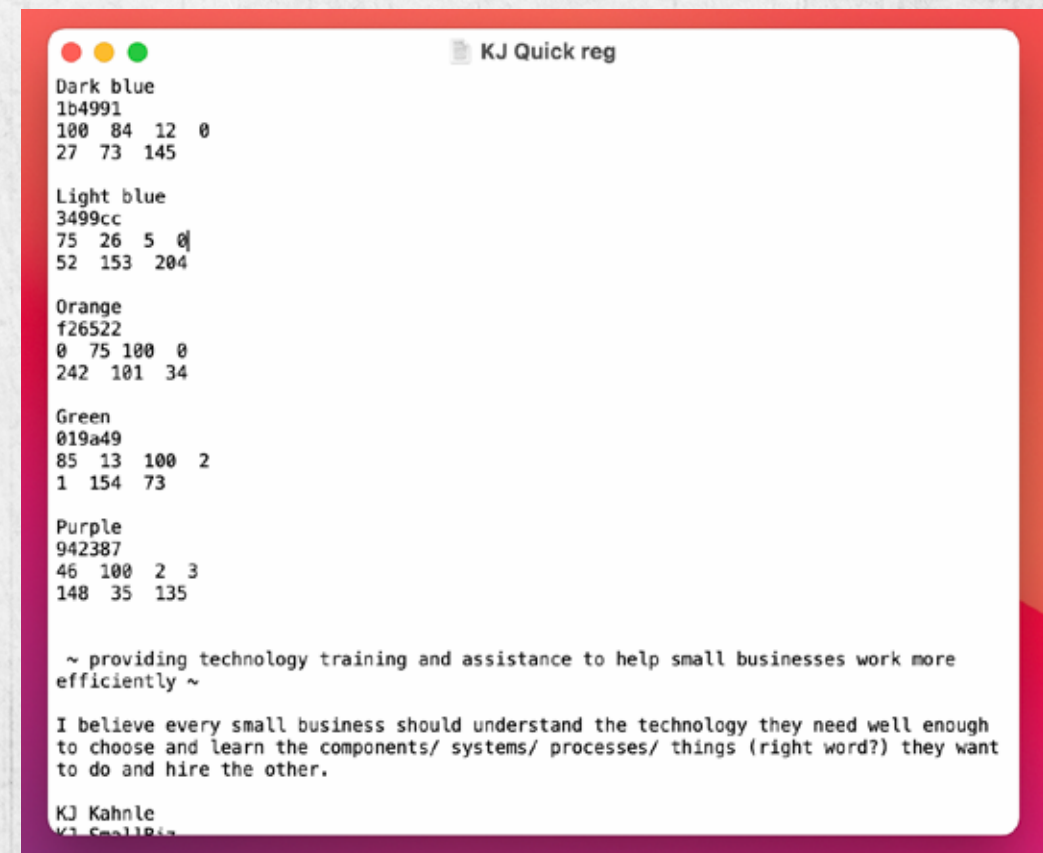 KJ Quick reg
Dark blue
1b4991
100  84  12  0
27  73  145
Light blue
3499cc
75  26  5  0
52  153  204
Orange
f26522
0  75 100  0
242  101  34
Green
019a49
85  13  100  2
1  154  73
Purple
942387
46  100  2  3
148  35  135
~ providing technology training and assistance to help small businesses work more
efficiently ~
I believe every small business should understand the technology they need well enough
to choose and learn the components/ systems/ processes/ things (right word?) they want
to do and hire the other.
KJ Kahnle
KJ SmallBiz